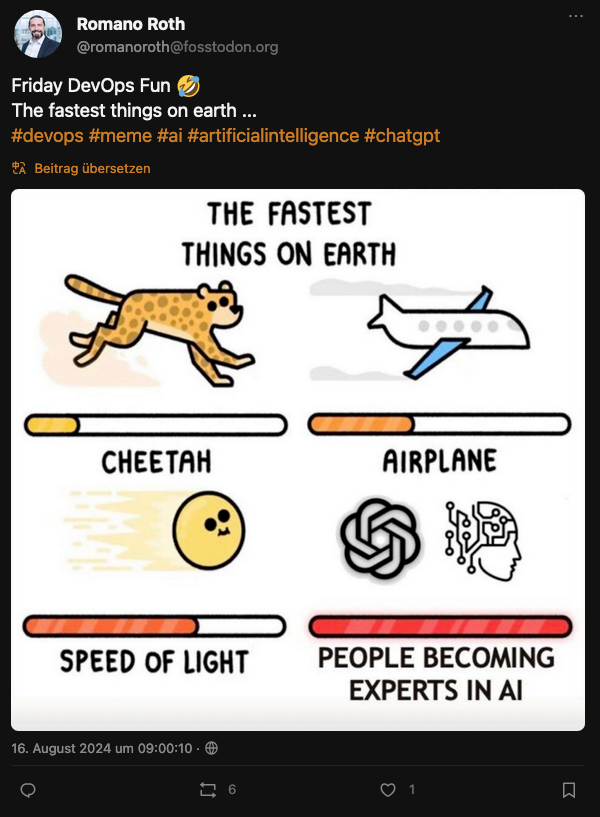 Romano Roth
@romanoroth@fosstodon.org
Friday DevOps Fun 🤣
The fastest things on earth ...
#devops #meme #ai #artificialintelligence #chatgpt
Beitrag übersetzen
THE FASTEST
THINGS ON EARTH
CHEETAH
AIRPLANE
SPEED OF LIGHT
PEOPLE BECOMING
EXPERTS IN AI
16. August 2024 um 09:00:10 ·
6
1